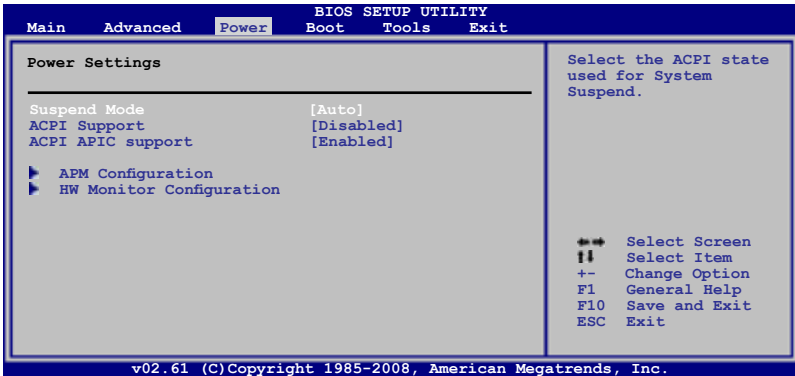 BIOS SETUP UTILITY
Main Advanced Power Boot Tools Exit
Power Settings
Suspend Mode [Auto]
ACPI Support [Disabled]
ACPI APIC support [Enabled]
APM Configuration
HW Monitor Configuration
Select the ACPI state
used for System
Suspend.
←→ Select Screen
↑↓ Select Item
+- Change Option
F1 General Help
F10 Save and Exit
ESC Exit
v02.61 (C)Copyright 1985-2008, American Megatrends, Inc.